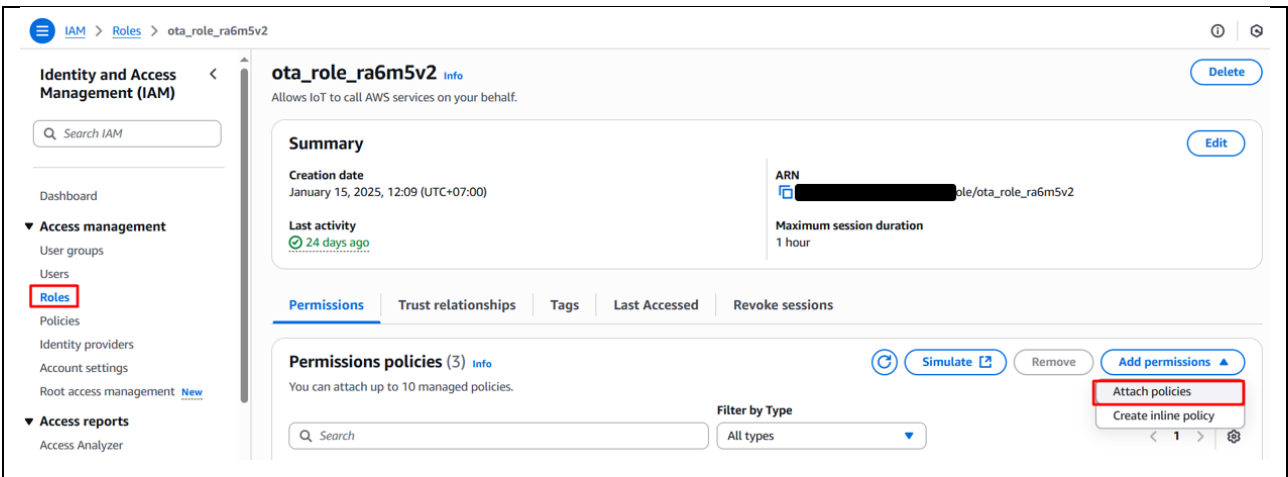 IAM > Roles > ota_role_ra6m5v2
Identity and Access
Management (IAM)
Search IAM
Dashboard
Access management
User groups
Users
Roles
Policies
Identity providers
Account settings
Root access management New
Access reports
Access Analyzer
ota_role_ra6m5v2 Info
Delete
Allows IoT to call AWS services on your behalf.
Summary
Edit
Creation date
January 15, 2025, 12:09 (UTC+07:00)
ARN
ole/ota_role_ra6m5v2
Last activity
24 days ago
Maximum session duration
1 hour
Permissions Trust relationships Tags Last Accessed Revoke sessions
Permissions policies (3) Info
Simulate Remove Add permissions
You can attach up to 10 managed policies.
Attach policies
Create inline policy
Filter by Type
Search
All types
< 1 >